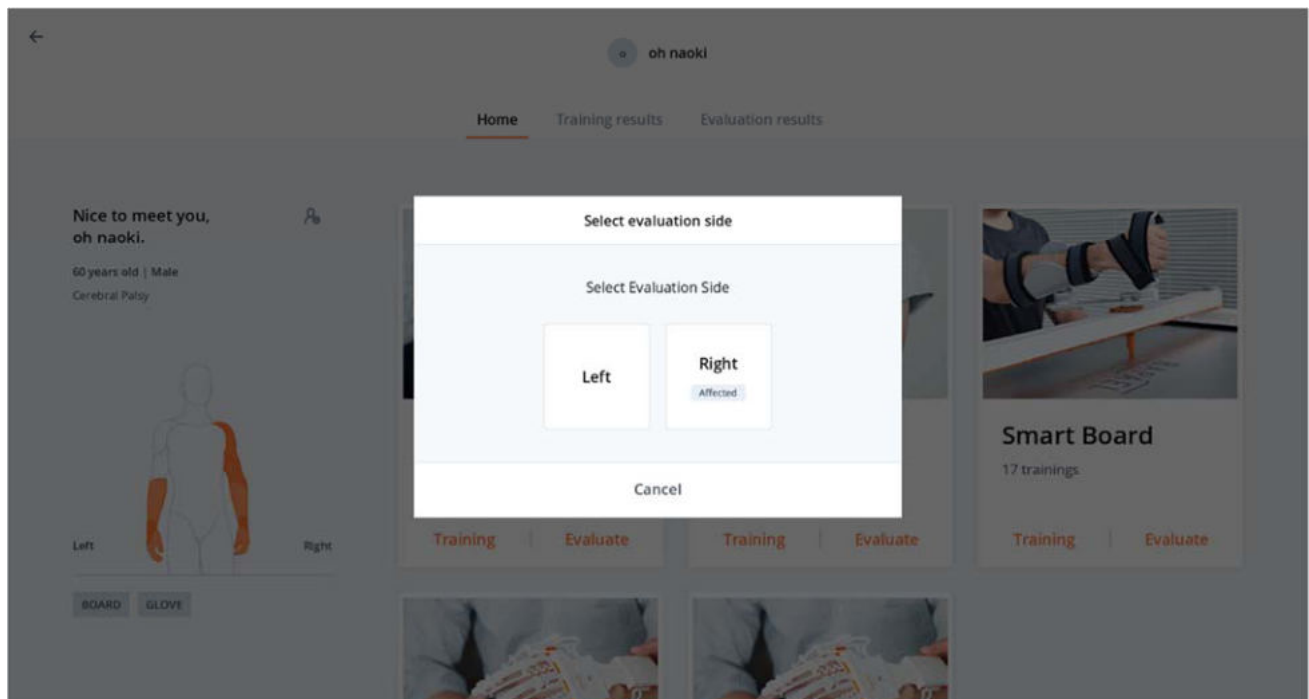 oh naoki
Home Training results Evaluation results
Nice to meet you,
oh naoki.
60 years old | Male
Cerebral Palsy
Left Right
BOARD GLOVE
Select evaluation side
Select Evaluation Side
Left
Right
Affected
Cancel
Training Evaluate
Training Evaluate
Smart Board
17 trainings
Training Evaluate